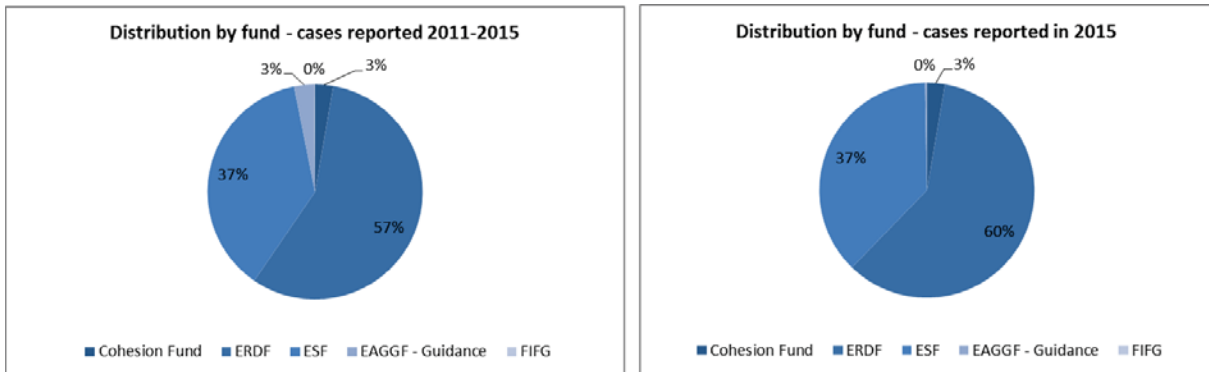 Distribution by fund - cases reported 2011-2015
3% 0% 3%
37%
57%
Cohesion Fund ERDF ESF EAGGF - Guidance FIFG
Distribution by fund - cases reported in 2015
0% 3%
37%
60%
Cohesion Fund ERDF ESF EAGGF - Guidance FIFG